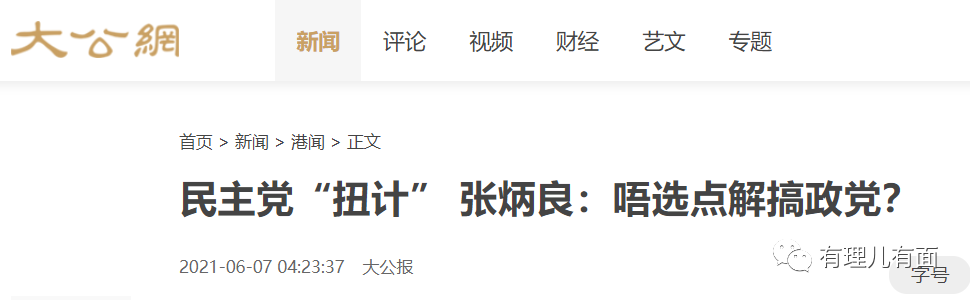 大公網 新闻 评论 视频 财经 艺文 专题
首页 > 新闻 > 港闻 > 正文
民主党“扭计” 张炳良：唔选点解搞政党？
2021-06-07 04:23:37 大公报
有理儿有面
字号